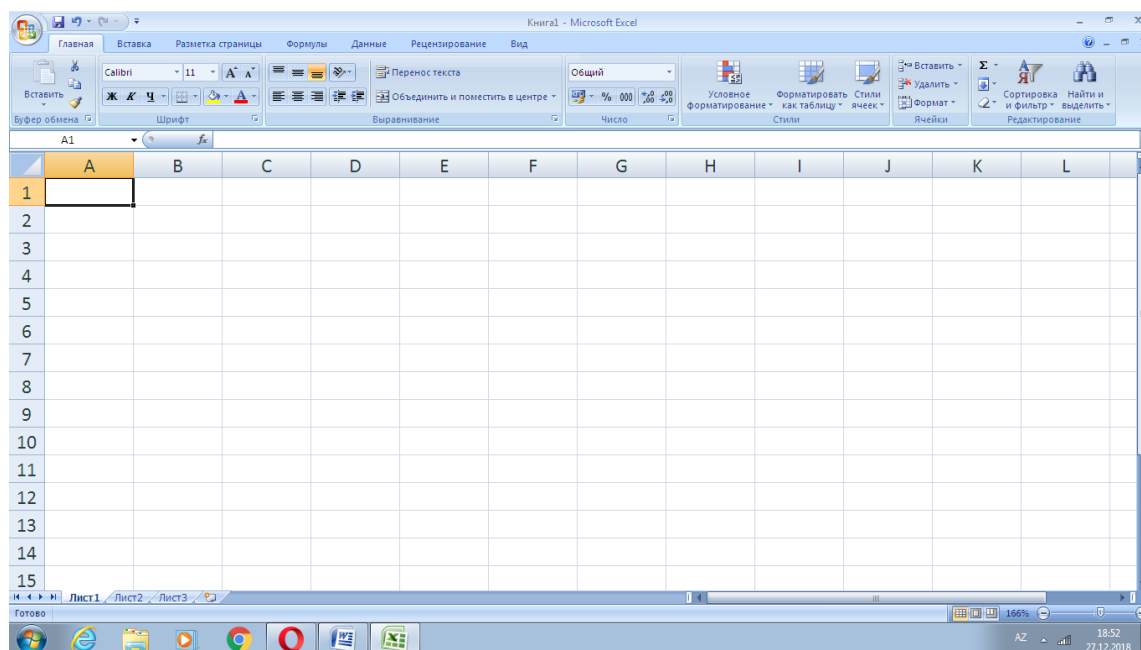 Книга1 - Microsoft Excel
Главная Вставка Разметка страницы Формулы Данные Рецензирование Вид
Calibri 11 Перенос текста Общий Вставить
Вставить Условное Форматировать Стили Удалить Сортировка Найти и
Ж К Ч Объединить и поместить в центре % 000 форматирование как таблицу ячеек Формат и фильтр выделить
Буфер обмена Шрифт Выравнивание Число Стили Ячейки Редактирование
A1 fx
A B C D E F G H I J K L
1
2
3
4
5
6
7
8
9
10
11
12
13
14
15
Лист1 Лист2 Лист3
Готово 166%
AZ 18:52
27.12.2018